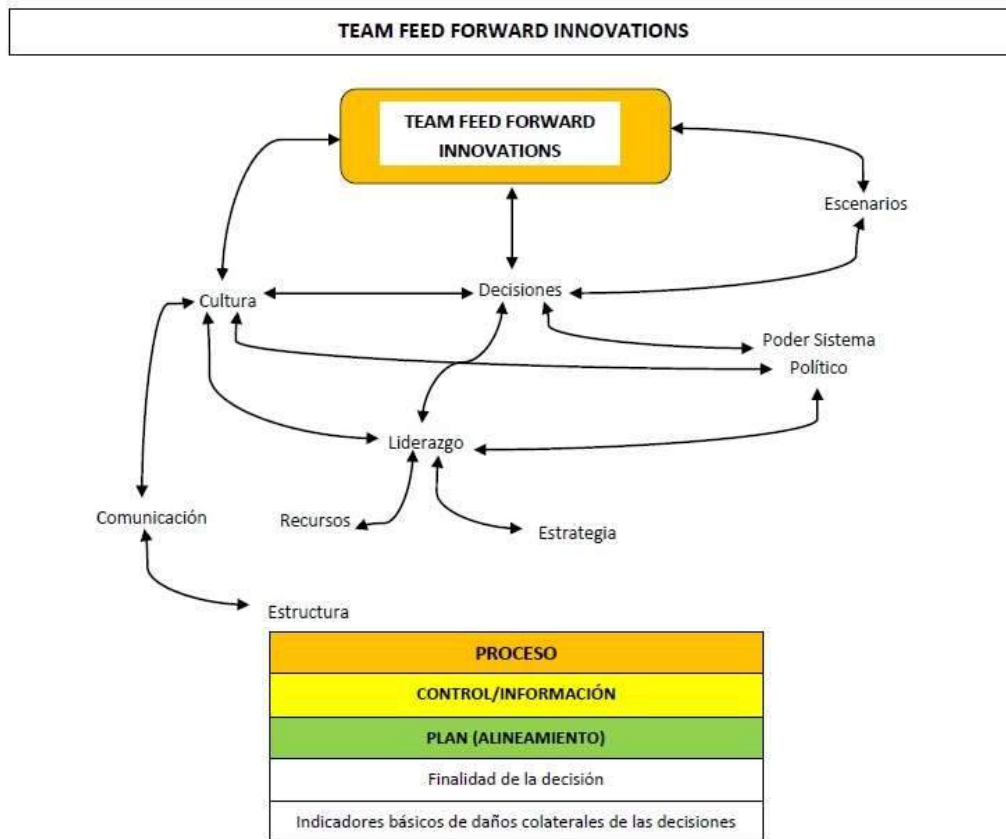 TEAM FEED FORWARD INNOVATIONS
TEAM FEED FORWARD
INNOVATIONS
Escenarios
Decisiones
Cultura
Poder Sistema
Político
Liderazgo
Comunicación
Recursos
Estrategia
Estructura
PROCESO
CONTROL/INFORMACIÓN
PLAN (ALINEAMIENTO)
Finalidad de la decisión
Indicadores básicos de daños colaterales de las decisiones